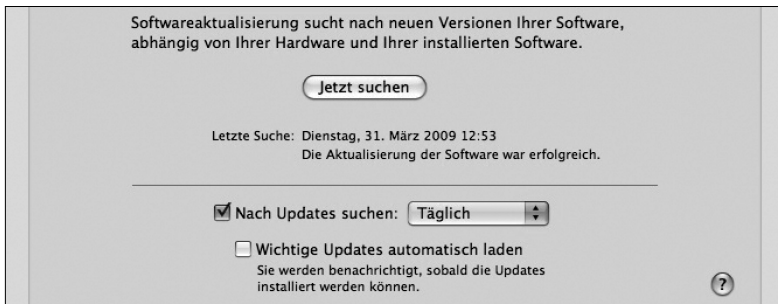 Softwareaktualisierung sucht nach neuen Versionen Ihrer Software,
abhängig von Ihrer Hardware und Ihrer installierten Software.
Jetzt suchen
Letzte Suche: Dienstag, 31. März 2009 12:53
Die Aktualisierung der Software war erfolgreich.
Nach Updates suchen: Täglich
Wichtige Updates automatisch laden
Sie werden benachrichtigt, sobald die Updates
installiert werden können.
?